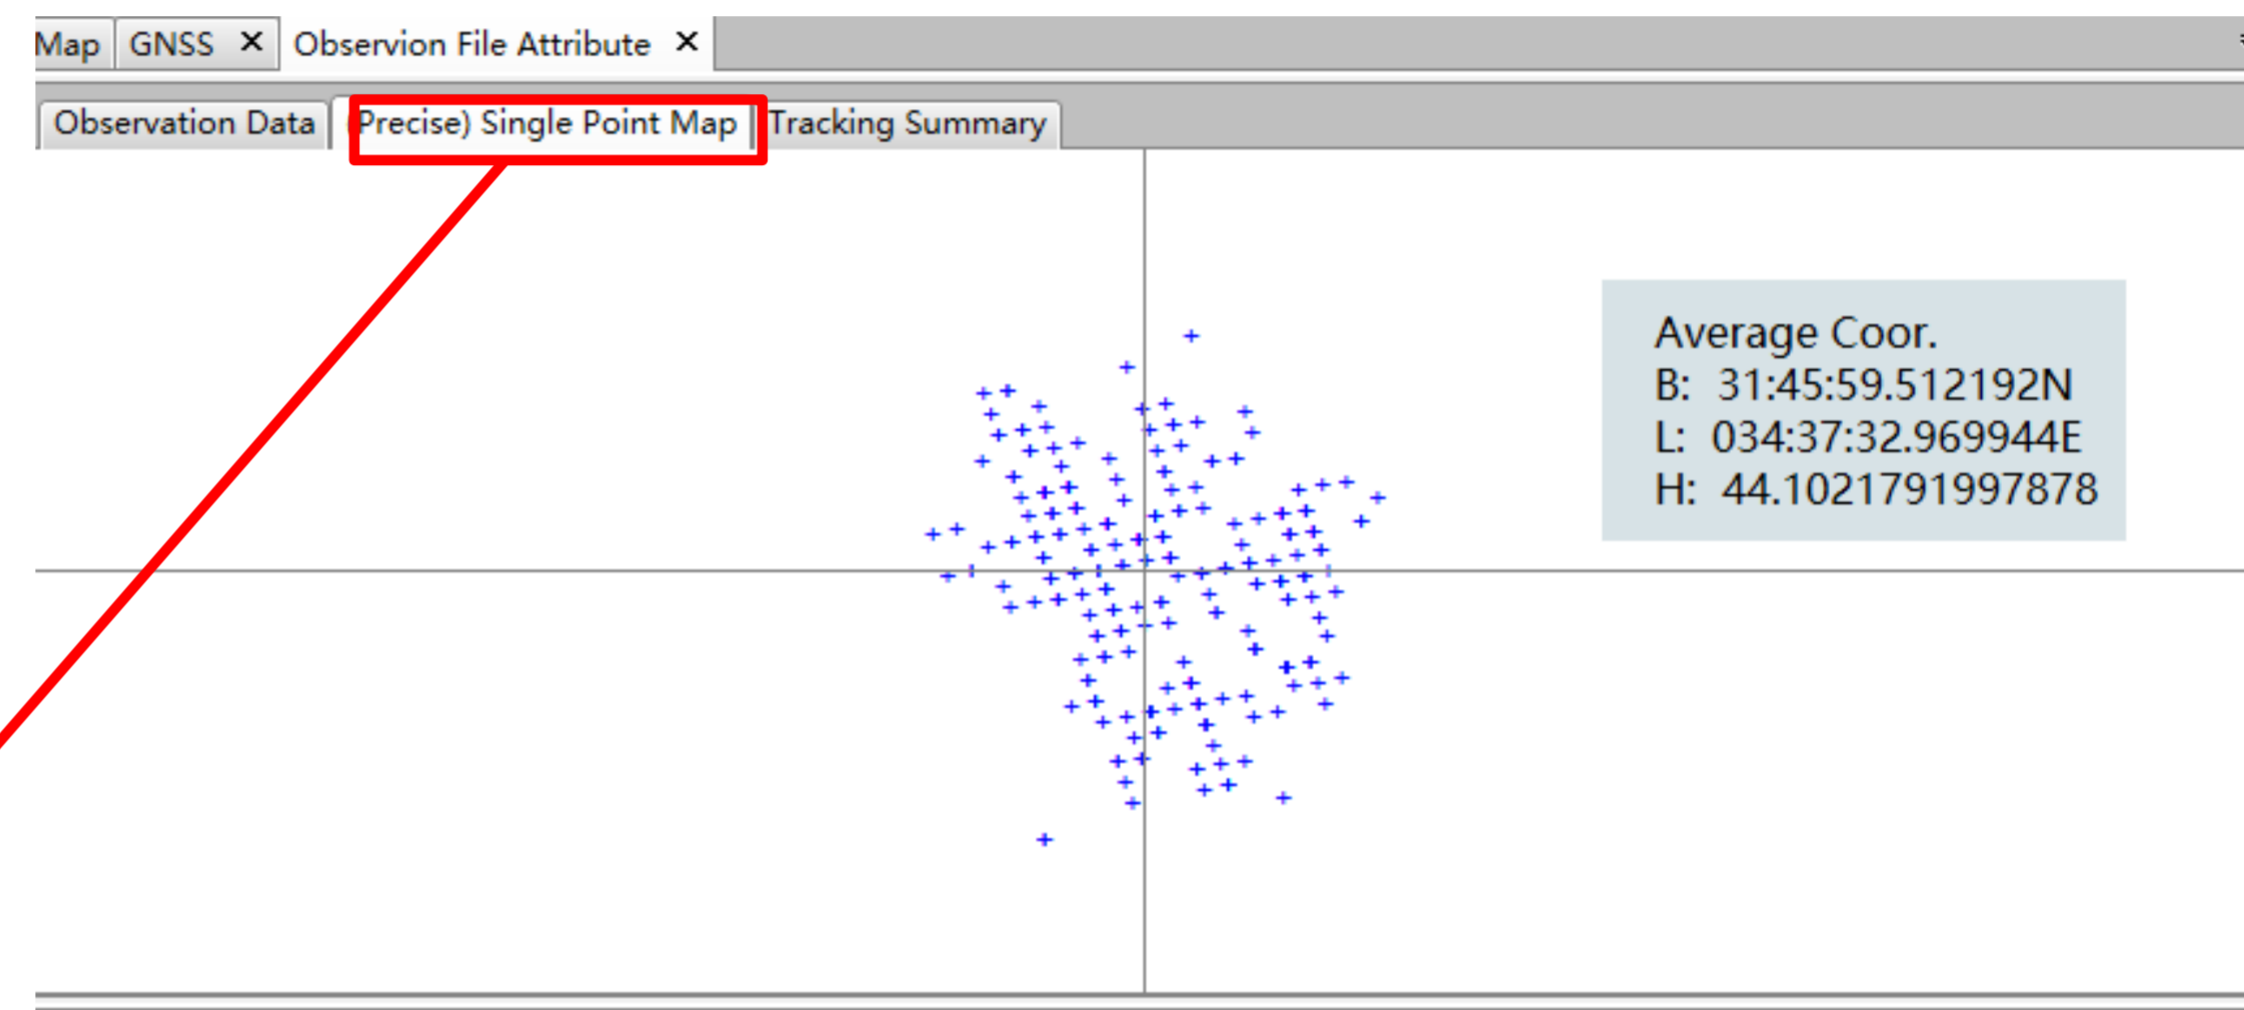 Map GNSS × Observion File Attribute ×
Observation Data (Precise) Single Point Map Tracking Summary
Average Coor.
B: 31:45:59.512192N
L: 034:37:32.969944E
H: 44.1021791997878